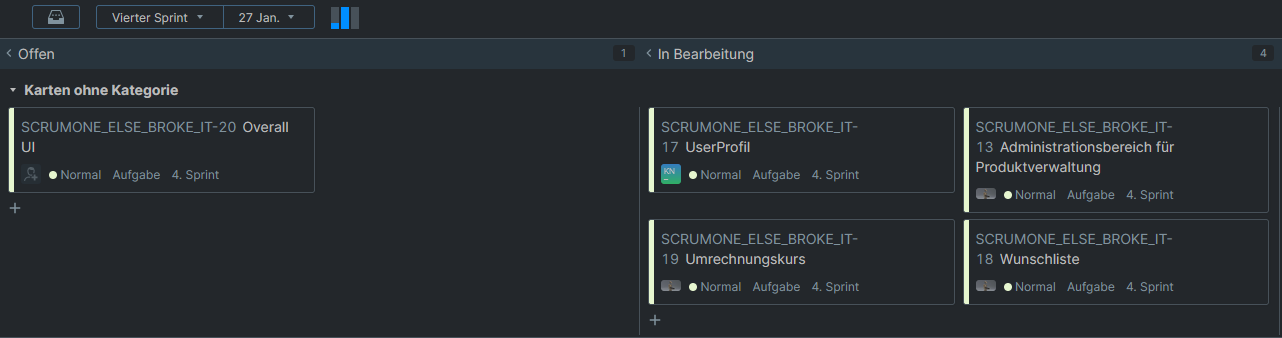 Vierter Sprint 27 Jan.
Offen 1
In Bearbeitung 4
Karten ohne Kategorie
SCRUMONE_ELSE_BROKE_IT-20 Overall
UI
Normal Aufgabe 4. Sprint
SCRUMONE_ELSE_BROKE_IT-
17 UserProfil
KN
Normal Aufgabe 4. Sprint
SCRUMONE_ELSE_BROKE_IT-
13 Administrationsbereich für
Produktverwaltung
Normal Aufgabe 4. Sprint
SCRUMONE_ELSE_BROKE_IT-
19 Umrechnungskurs
Normal Aufgabe 4. Sprint
SCRUMONE_ELSE_BROKE_IT-
18 Wunschliste
Normal Aufgabe 4. Sprint